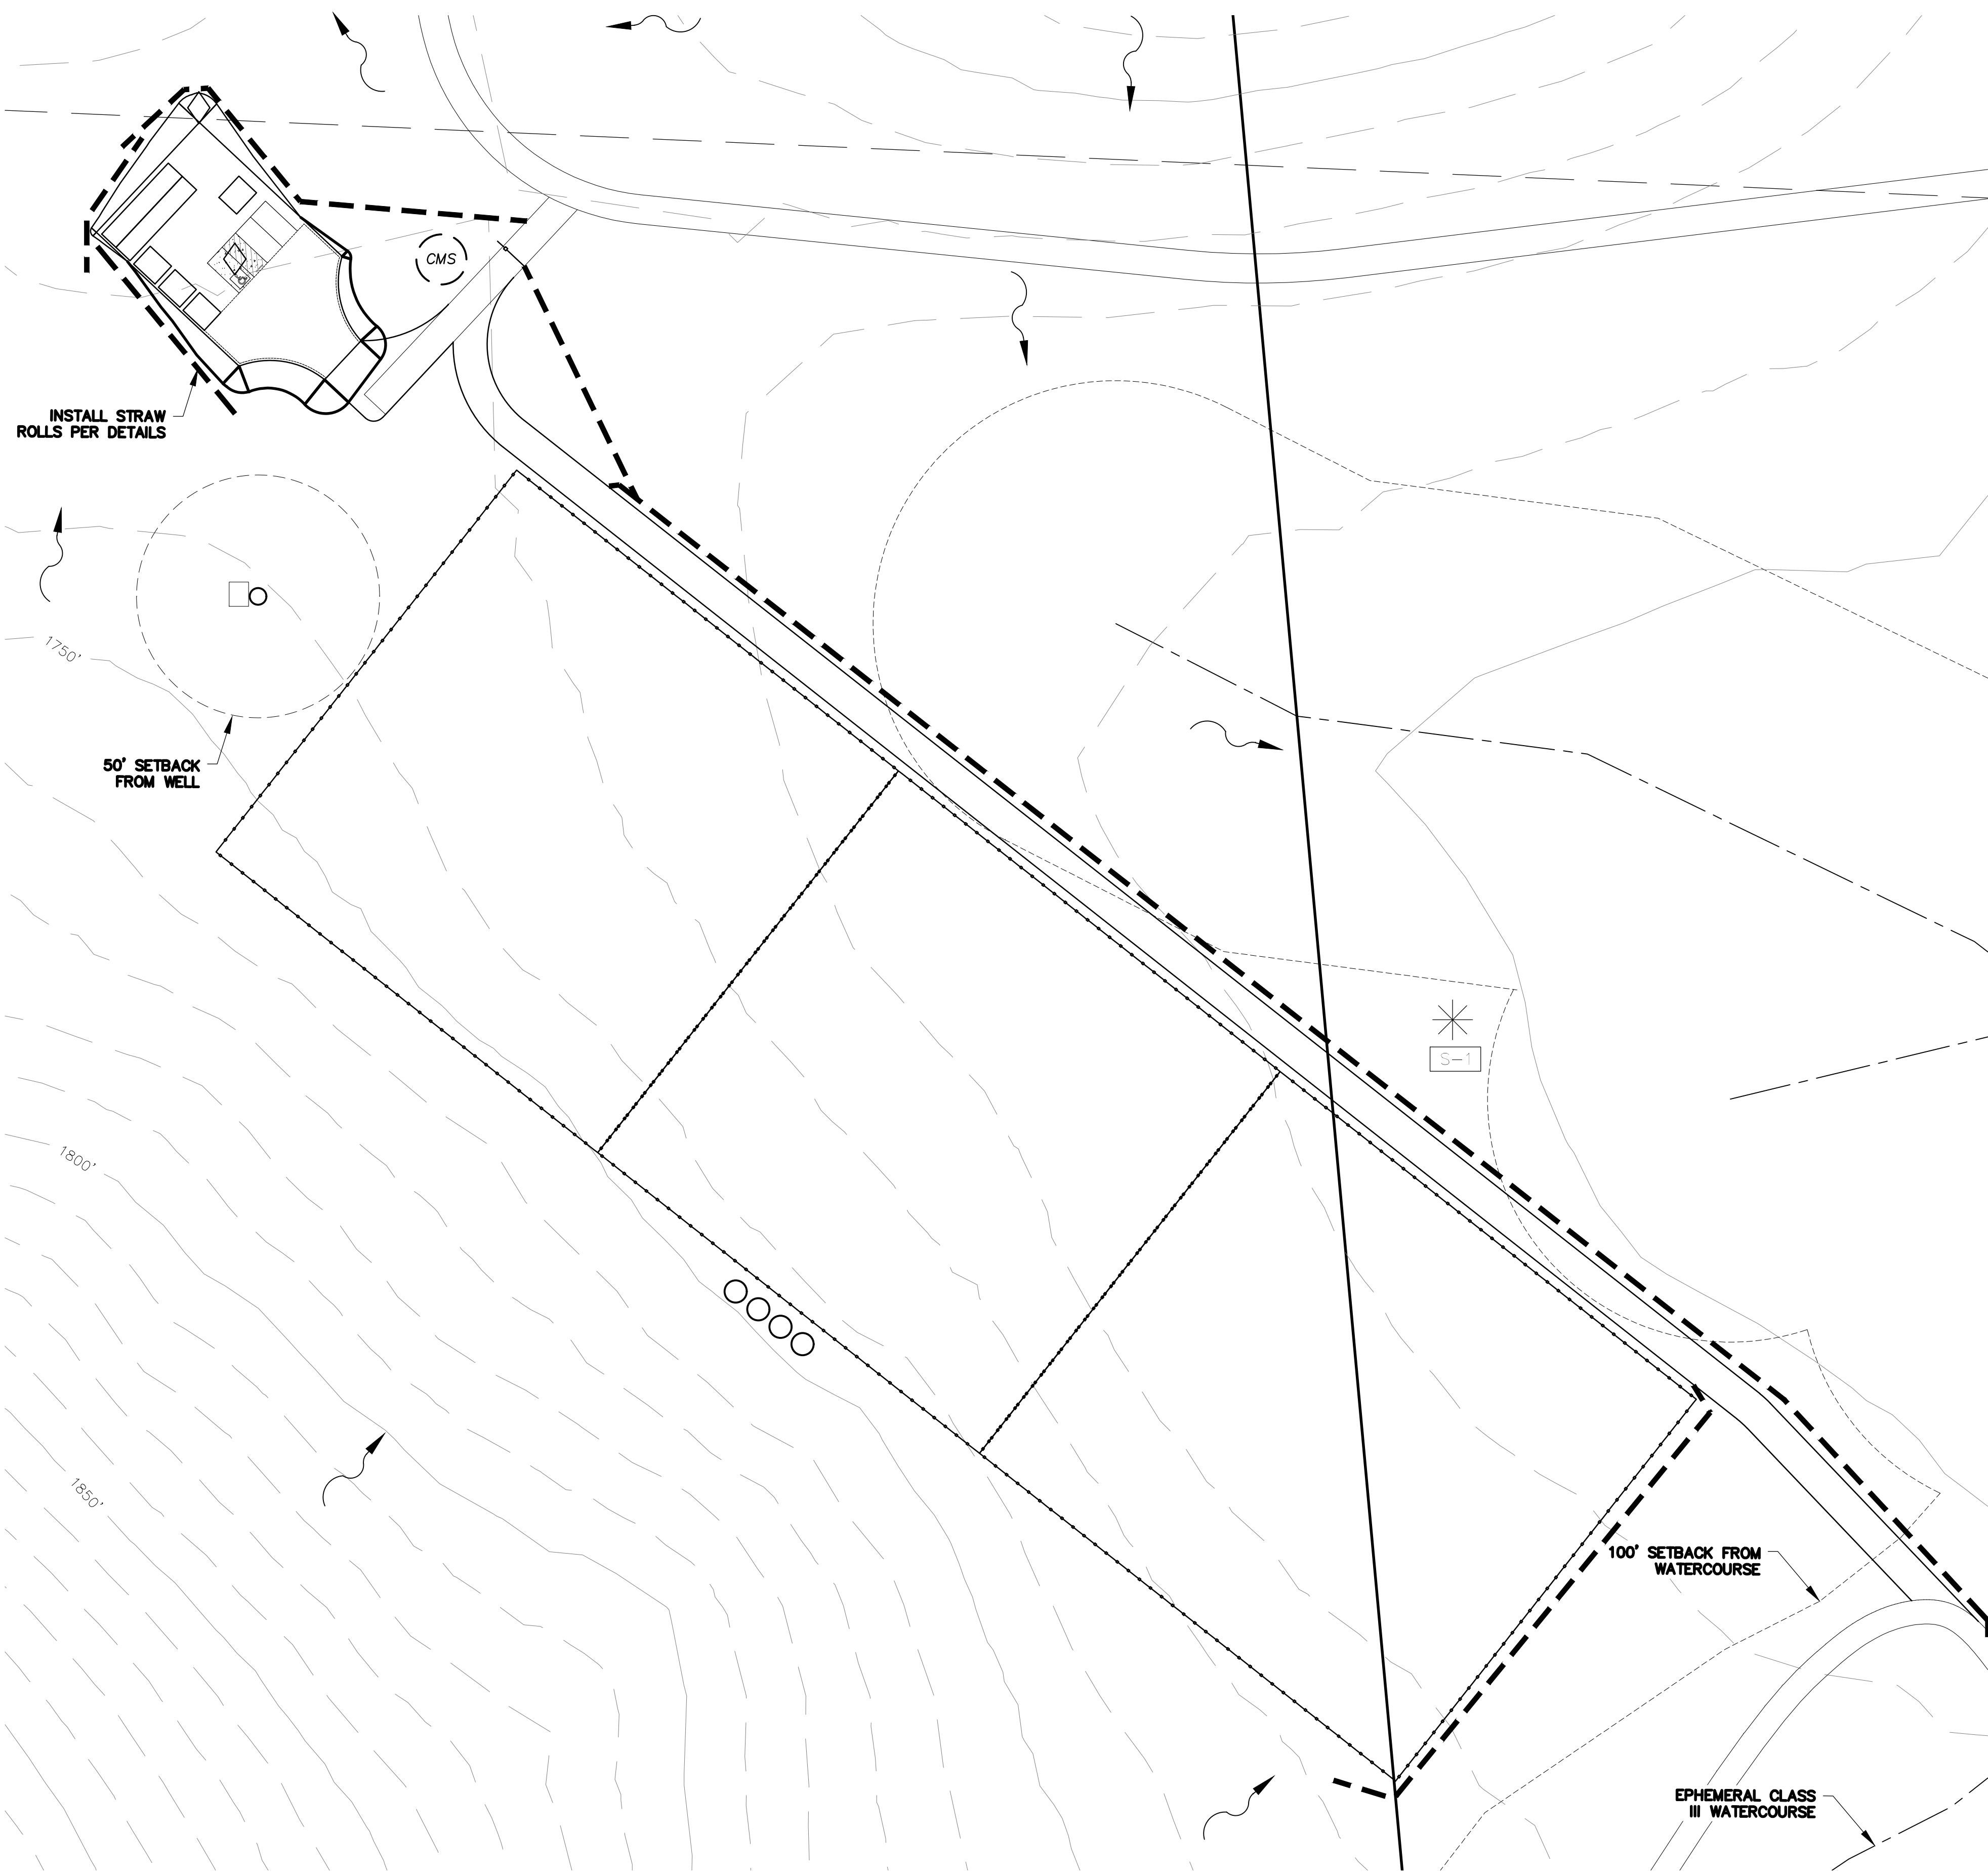 CMS
INSTALL STRAW
ROLLS PER DETAILS
1750'
50' SETBACK
FROM WELL
S-1
1800'
1850'
100' SETBACK FROM
WATERCOURSE
EPHEMERAL CLASS
III WATERCOURSE